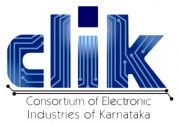 clik
Consortium of Electronic
Industries of Karnataka